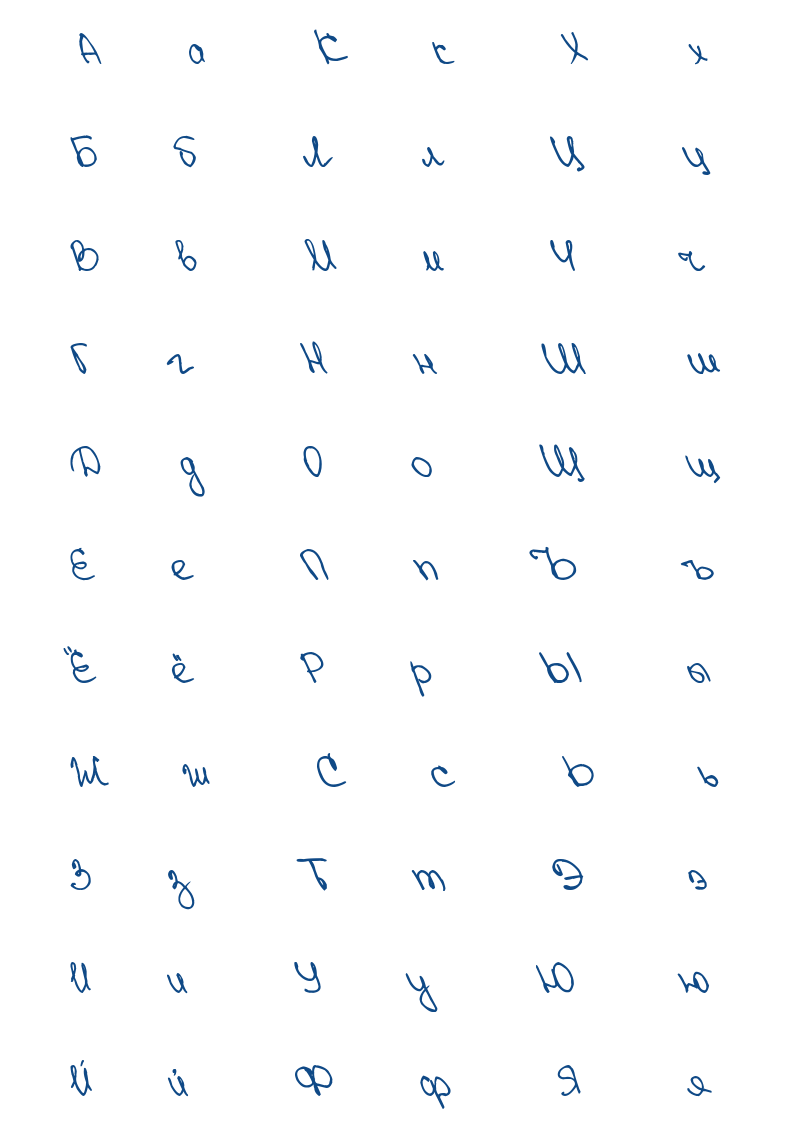 А а К к Х х
Б б Л л Ц ц
В в М м Ч ч
Г г Н н Ш ш
Д д О о Щ щ
Е е П п Ъ ъ
Ё ё Р р Ы ы
Ж ж С с Ь ь
З з Т т Э э
И и У у Ю ю
Й й Ф ф Я я